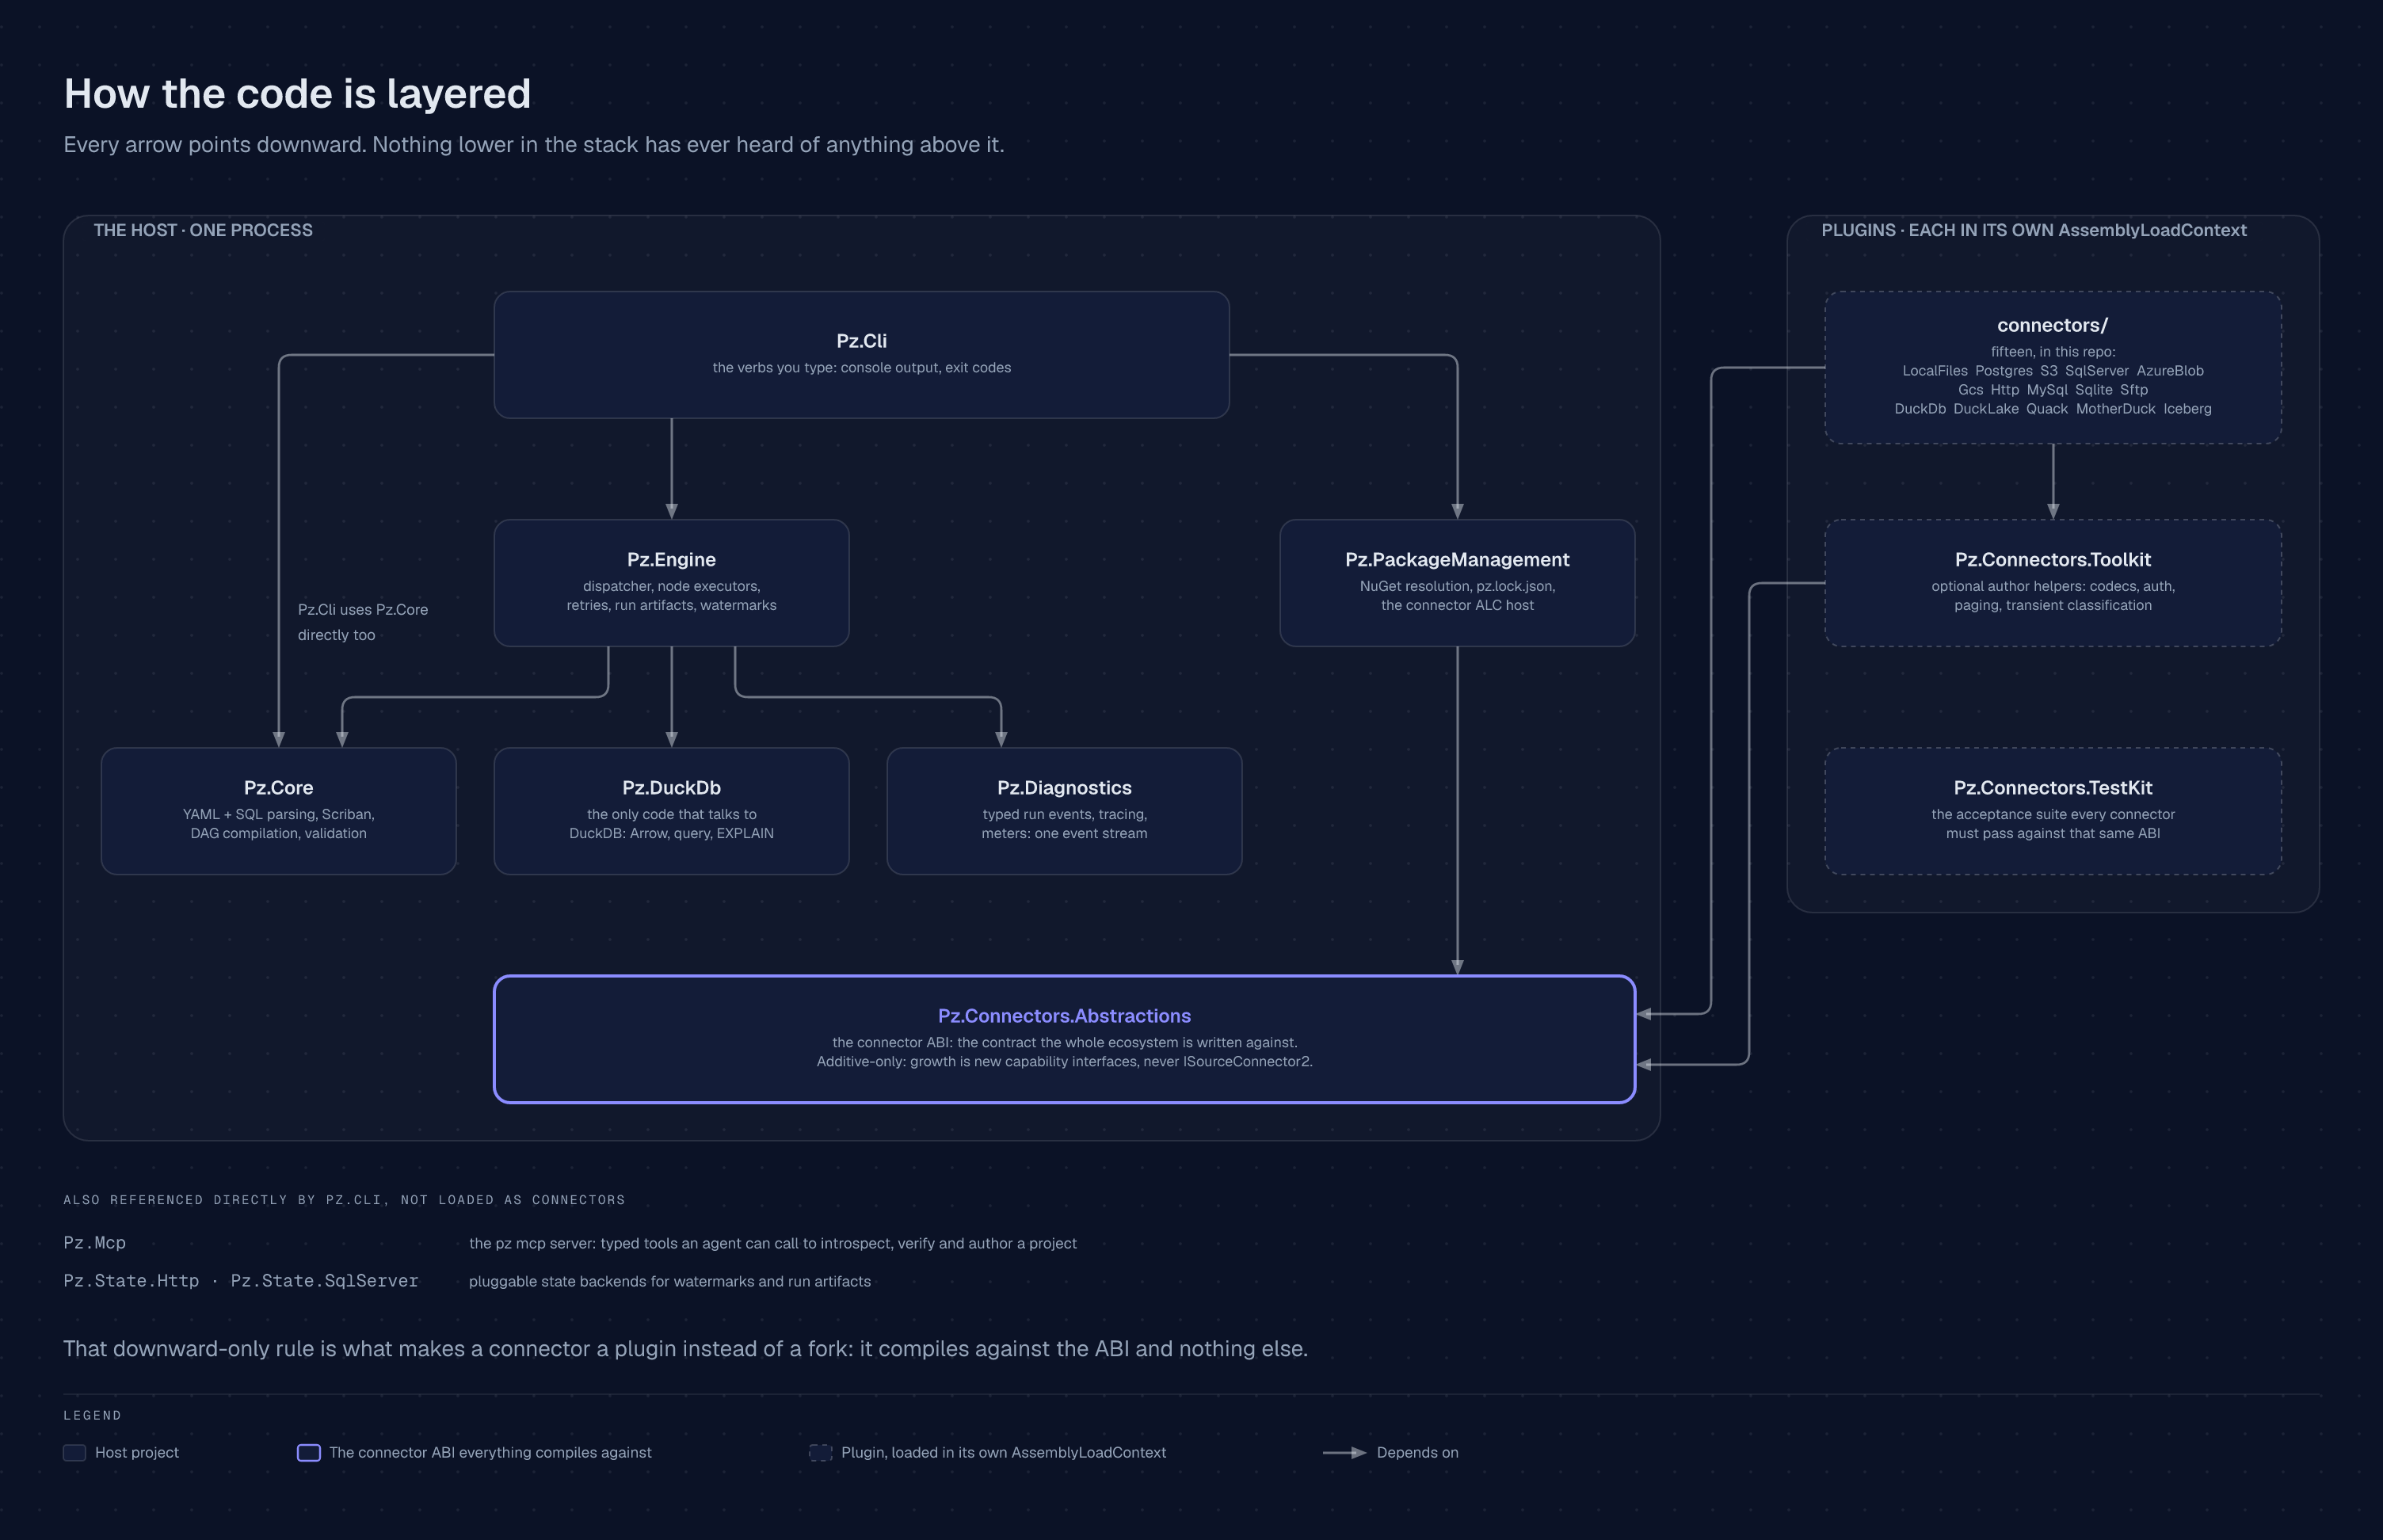 How the code is layered
Every arrow points downward. Nothing lower in the stack has ever heard of anything above it.
THE HOST · ONE PROCESS
Pz.Cli
the verbs you type: console output, exit codes
Pz.Engine
dispatcher, node executors,
retries, run artifacts, watermarks
Pz.PackageManagement
NuGet resolution, pz.lock.json,
the connector ALC host
Pz.Cli uses Pz.Core
directly too
Pz.Core
YAML + SQL parsing, Scriban,
DAG compilation, validation
Pz.DuckDb
the only code that talks to
DuckDB: Arrow, query, EXPLAIN
Pz.Diagnostics
typed run events, tracing,
meters: one event stream
Pz.Connectors.Abstractions
the connector ABI: the contract the whole ecosystem is written against.
Additive-only: growth is new capability interfaces, never ISourceConnector2.
PLUGINS · EACH IN ITS OWN AssemblyLoadContext
connectors/
fifteen, in this repo:
LocalFiles Postgres S3 SqlServer AzureBlob
Gcs Http MySql Sqlite Sftp
DuckDb DuckLake Quack MotherDuck Iceberg
Pz.Connectors.Toolkit
optional author helpers: codecs, auth,
paging, transient classification
Pz.Connectors.TestKit
the acceptance suite every connector
must pass against that same ABI
ALSO REFERENCED DIRECTLY BY PZ.CLI, NOT LOADED AS CONNECTORS
Pz.Mcp the pz mcp server: typed tools an agent can call to introspect, verify and author a project
Pz.State.Http · Pz.State.SqlServer pluggable state backends for watermarks and run artifacts
That downward-only rule is what makes a connector a plugin instead of a fork: it compiles against the ABI and nothing else.
LEGEND
Host project
The connector ABI everything compiles against
Plugin, loaded in its own AssemblyLoadContext
Depends on